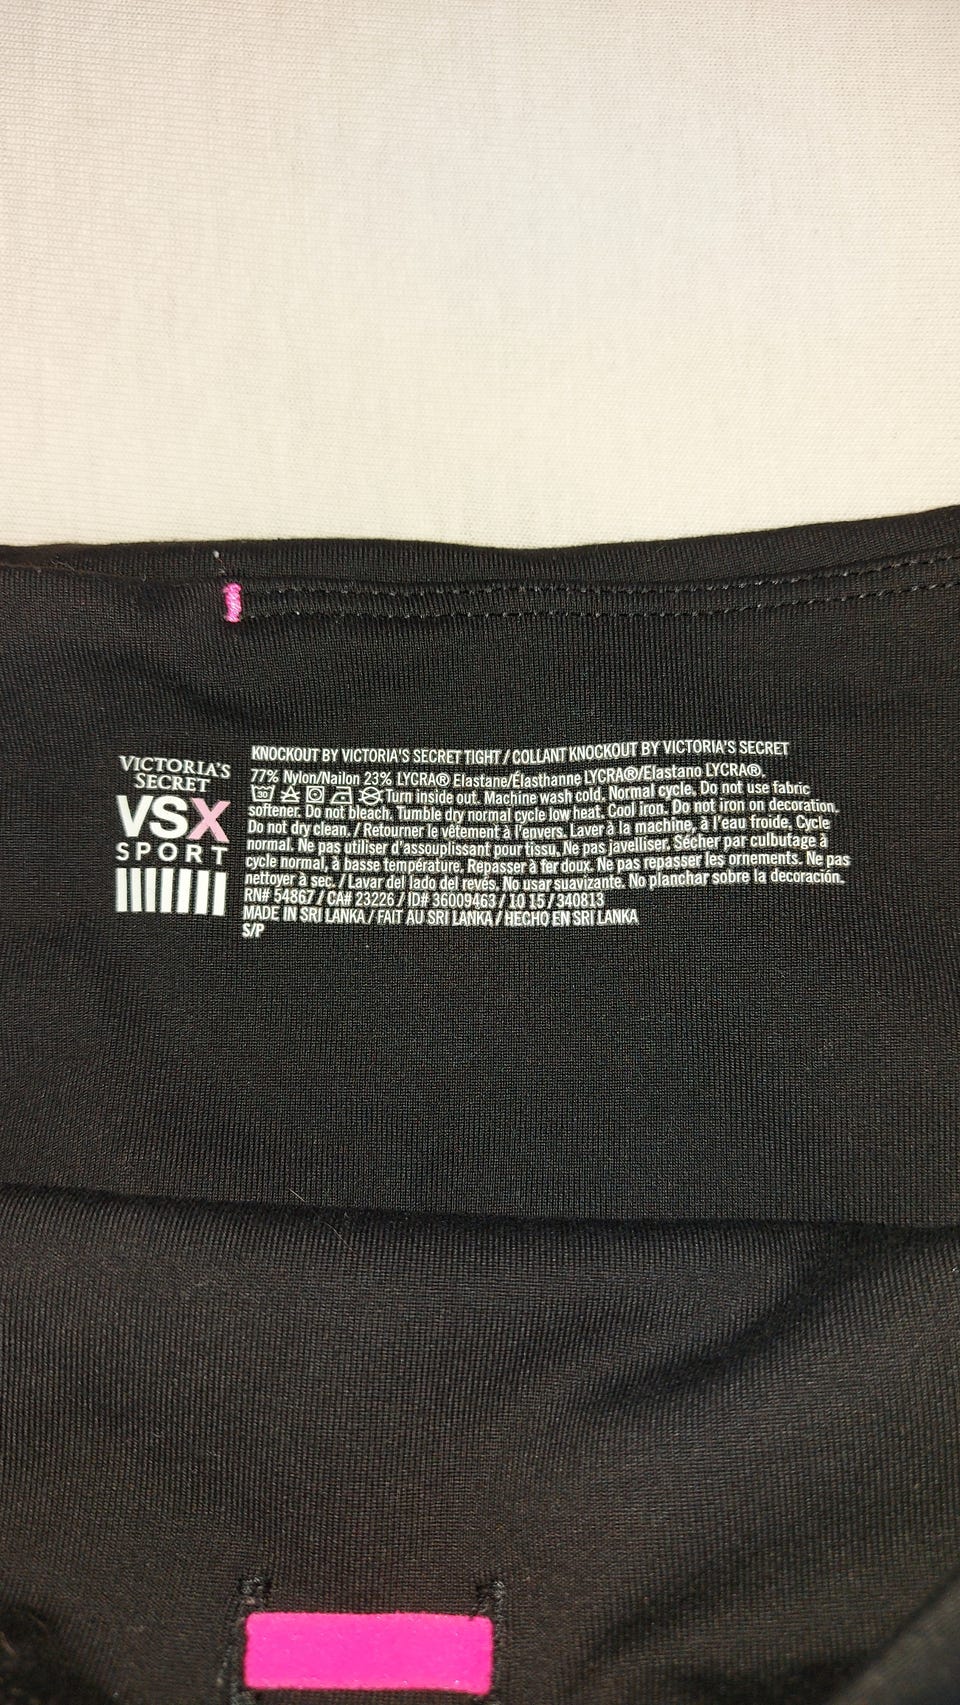 VICTORIA'S
SECRET
VSX
SPORT
KNOCKOUT BY VICTORIA'S SECRET TIGHT / COLLANT KNOCKOUT BY VICTORIA'S SECRET
77% Nylon/Nailon 23% LYCRA® Elastane/Élasthanne LYCRA®/Elastano LYCRA®.
30 Turn inside out. Machine wash cold. Normal cycle. Do not use fabric
softener. Do not bleach. Tumble dry normal cycle low heat. Cool iron. Do not iron on decoration.
Do not dry clean. / Retourner le vêtement à l'envers. Laver à la machine, à l'eau froide. Cycle
normal. Ne pas utiliser d'assouplissant pour tissu. Ne pas javelliser. Sécher par culbutage à
cycle normal, à basse température. Repasser à fer doux. Ne pas repasser les ornements. Ne pas
nettoyer à sec. / Lavar del lado del revés. No usar suavizante. No planchar sobre la decoración.
RN# 54867 / CA# 23226 / ID# 36009463 / 10 15 / 340813
MADE IN SRI LANKA / FAIT AU SRI LANKA / HECHO EN SRI LANKA
S/P